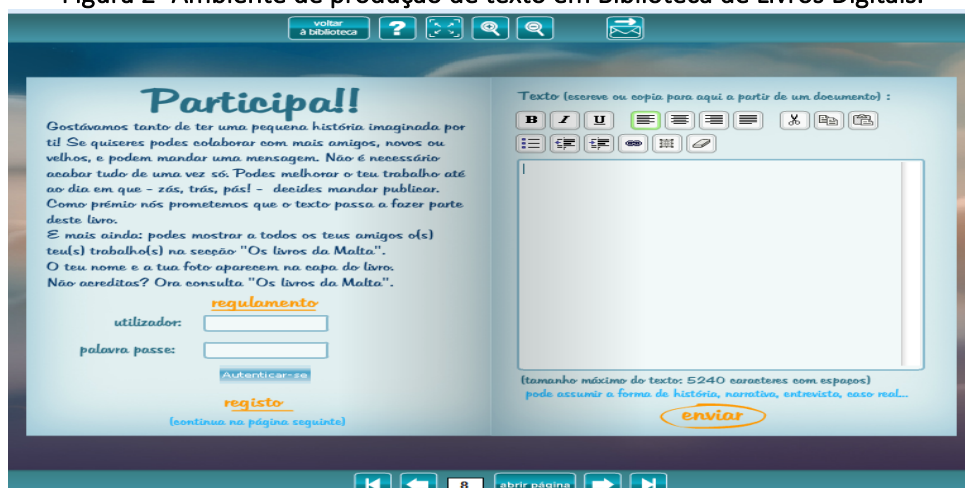 Figura 2- Ambiente de produção de texto em Biblioteca de Livros Digitais.
voltar
à biblioteca
?
Participa!!
Gostávamos tanto de ter uma pequena história imaginada por
ti! Se quiseres podes colaborar com mais amigos, novos ou
velhos, e podem mandar uma mensagem. Não é necessário
acabar tudo de uma vez só. Podes melhorar o teu trabalho até
ao dia em que - zás, trás, pás! - decides mandar publicar.
Como prémio nós prometemos que o texto passa a fazer parte
deste livro.
E mais ainda: podes mostrar a todos os teus amigos o(s)
teu(s) trabalho(s) na secção "Os livros da Malta".
O teu nome e a tua foto aparecem na capa do livro.
Não acreditas? Ora consulta "Os livros da Malta".
regulamento
utilizador:
palavra passe:
Autenticar-se
registo
(continua na página seguinte)
Texto (escreve ou copia para aqui a partir de um documento) :
B I U
(tamanho máximo do texto: 5240 caracteres com espaços)
pode assumir a forma de história, narrativa, entrevista, caso real...
enviar
8
abrir página